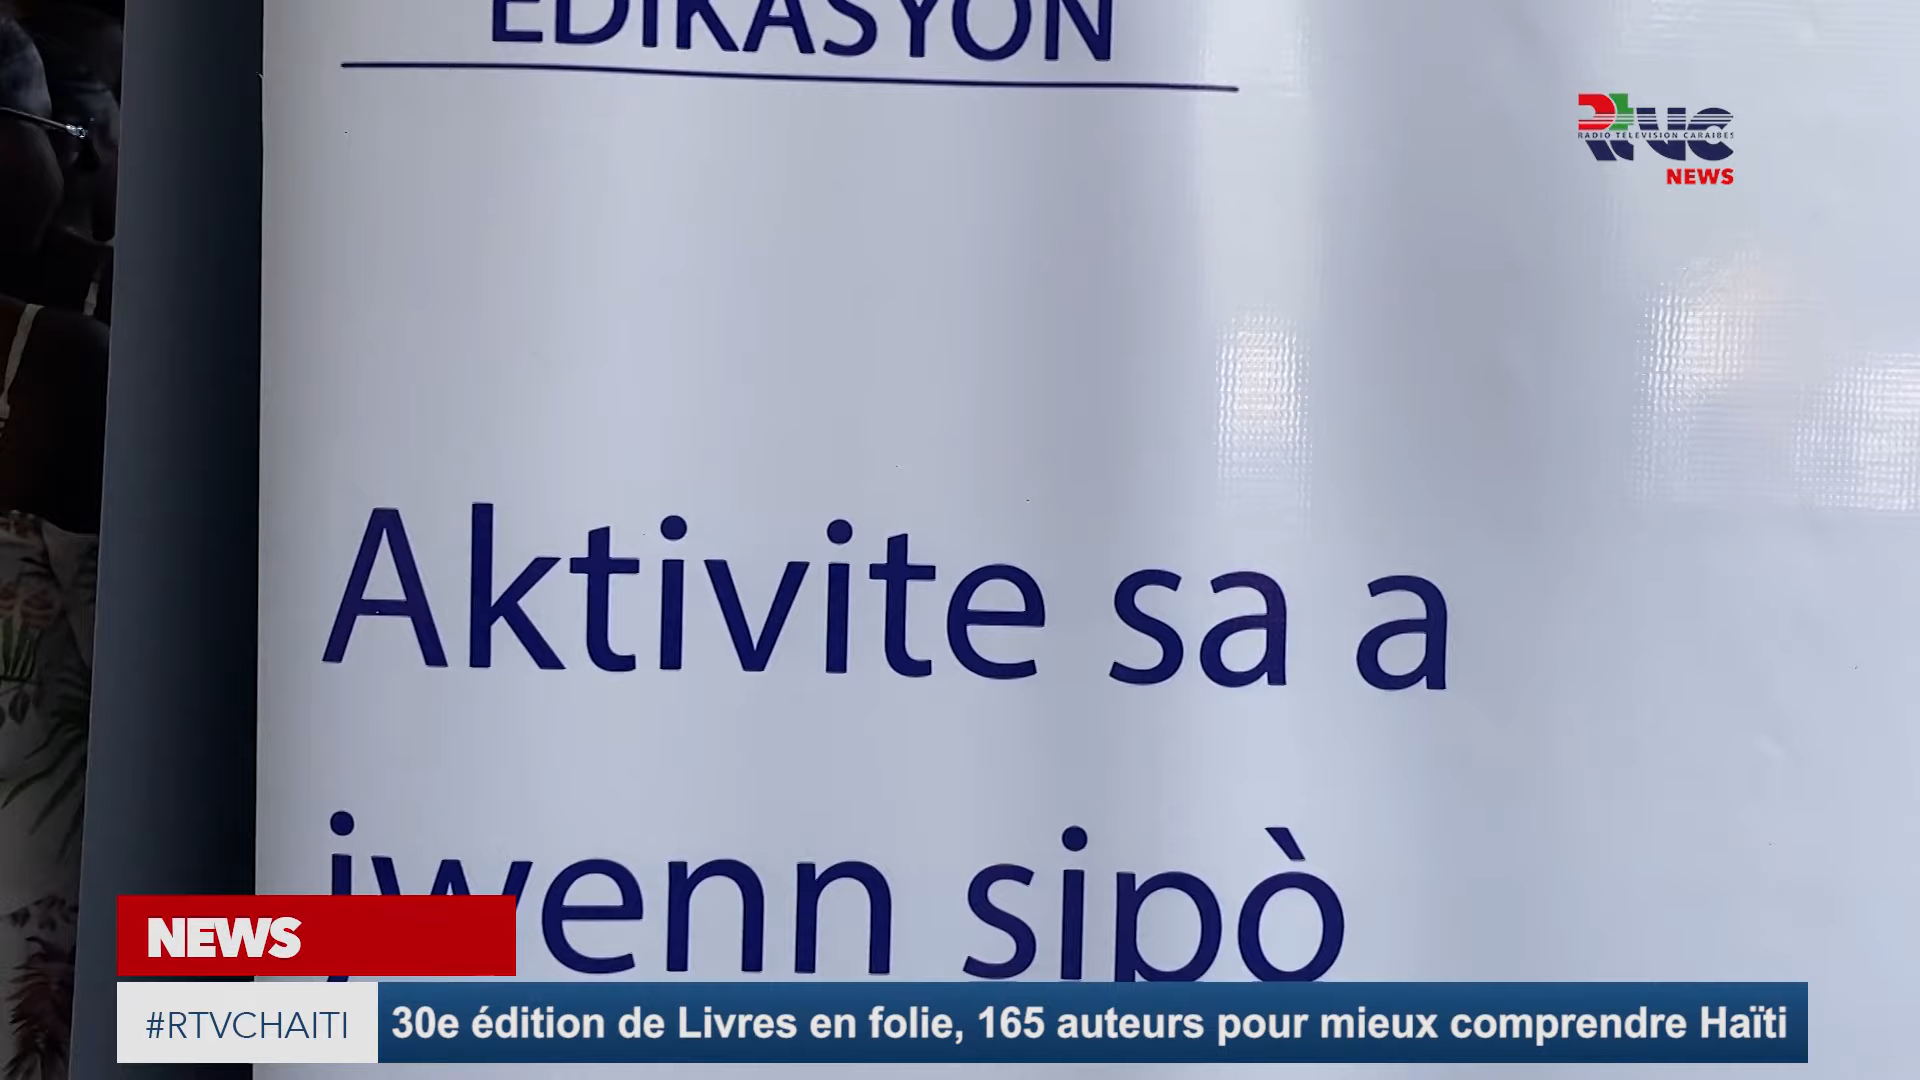 EDIKASYON
RTVC
RADIO TELEVISION CARAIBES
NEWS
Aktivite sa a
jwenn sipò
NEWS
#RTVCHAITI
30e édition de Livres en folie, 165 auteurs pour mieux comprendre Haïti